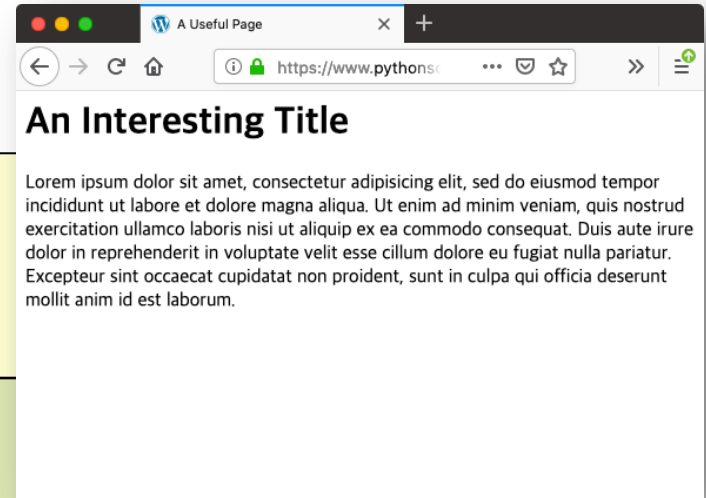 A Useful Page
https://www.pythonsc
An Interesting Title
Lorem ipsum dolor sit amet, consectetur adipisicing elit, sed do eiusmod tempor
incididunt ut labore et dolore magna aliqua. Ut enim ad minim veniam, quis nostrud
exercitation ullamco laboris nisi ut aliquip ex ea commodo consequat. Duis aute irure
dolor in reprehenderit in voluptate velit esse cillum dolore eu fugiat nulla pariatur.
Excepteur sint occaecat cupidatat non proident, sunt in culpa qui officia deserunt
mollit anim id est laborum.